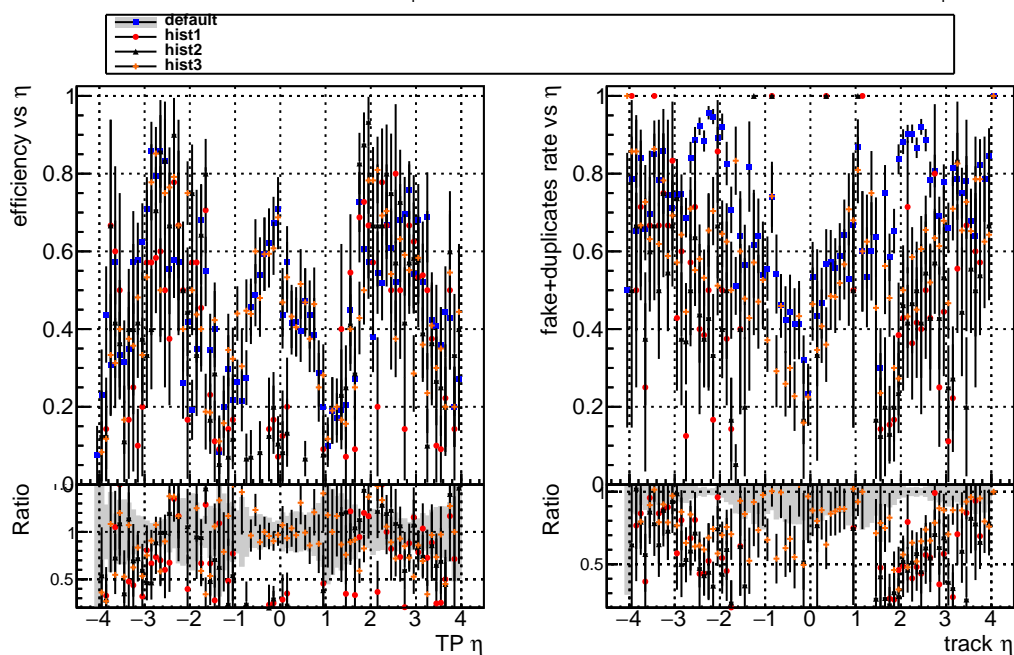 default
hist1
hist2
hist3
efficiency vs η
1
0.8
0.6
0.4
0.2
0
Ratio
1
0.5
−4 −3 −2 −1 0 1 2 3 4
TP η
fake+duplicates rate vs η
1
0.8
0.6
0.4
0.2
0
Ratio
0.5
−4 −3 −2 −1 0 1 2 3 4
track η